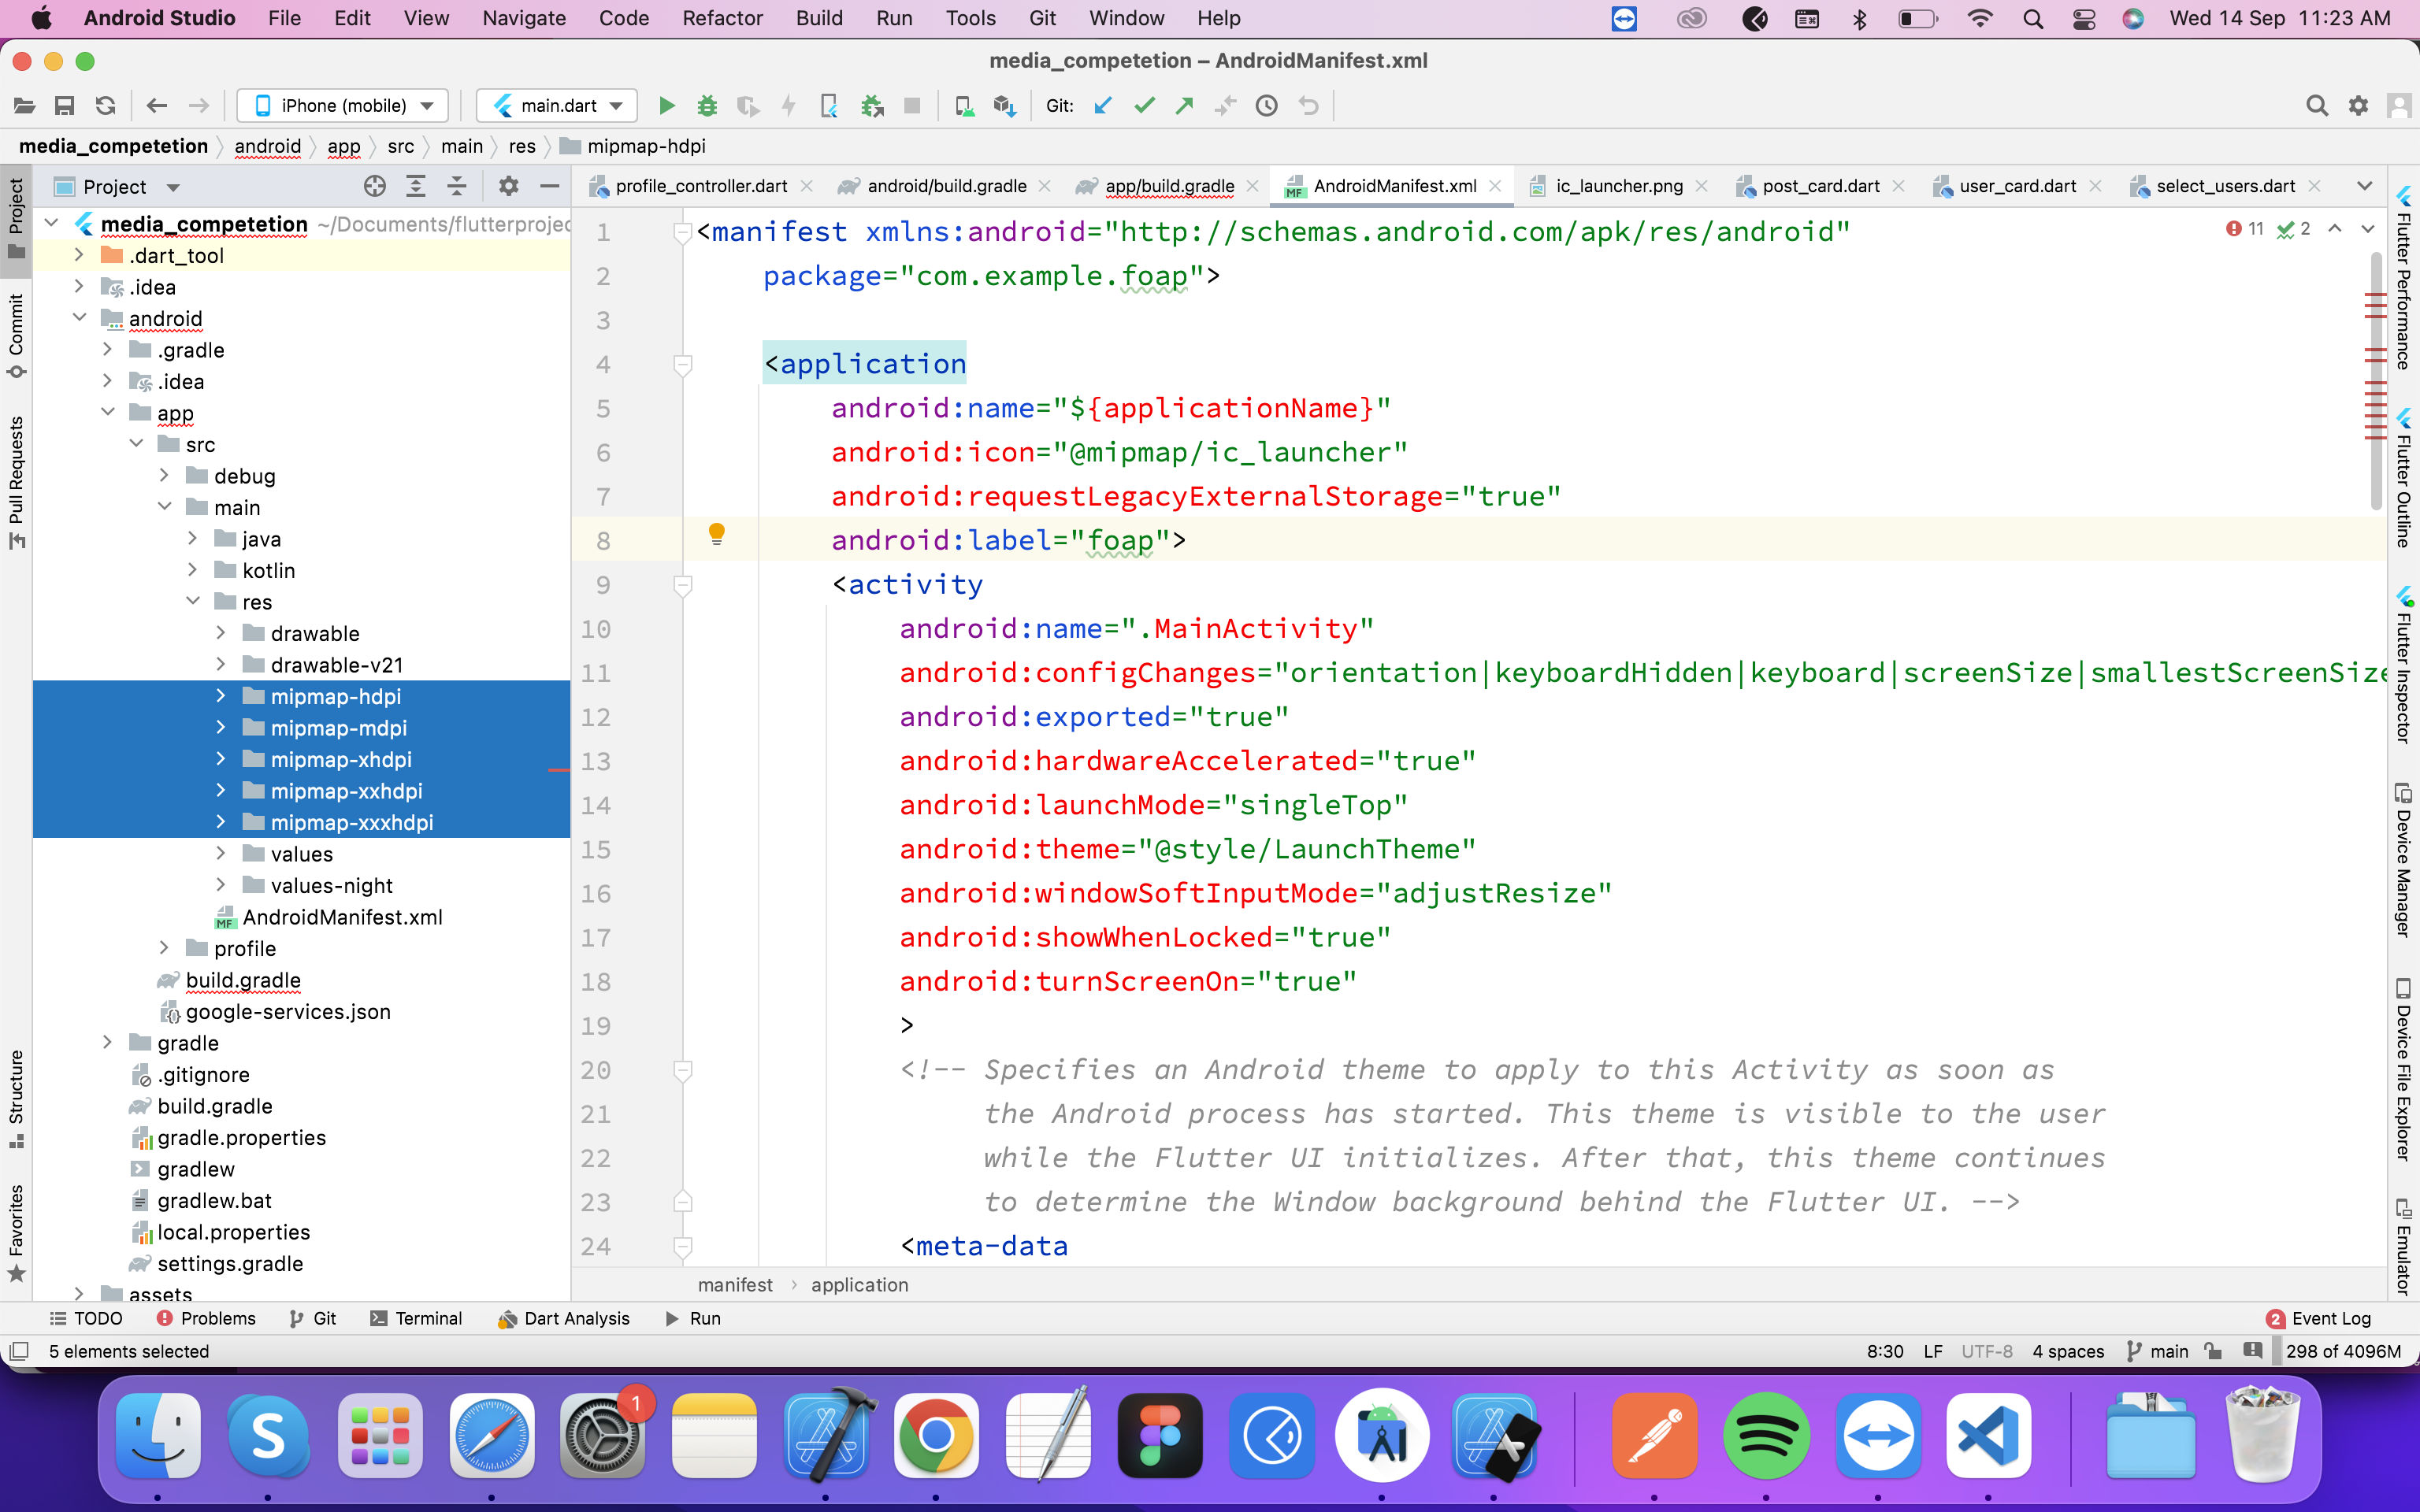 Android Studio File Edit View Navigate Code Refactor Build Run Tools Git Window Help Wed 14 Sep 11:23 AM
media_competetion – AndroidManifest.xml
iPhone (mobile) main.dart Git:
media_competetion android app src main res mipmap-hdpi
Project profile_controller.dart android/build.gradle app/build.gradle AndroidManifest.xml ic_launcher.png post_card.dart user_card.dart select_users.dart
Project
Commit
Pull Requests
Structure
Favorites
media_competetion ~/Documents/flutterprojec
.dart_tool
.idea
android
.gradle
.idea
app
src
debug
main
java
kotlin
res
drawable
drawable-v21
mipmap-hdpi
mipmap-mdpi
mipmap-xhdpi
mipmap-xxhdpi
mipmap-xxxhdpi
values
values-night
AndroidManifest.xml
profile
build.gradle
google-services.json
gradle
.gitignore
build.gradle
gradle.properties
gradlew
gradlew.bat
local.properties
settings.gradle
assets
11 2
1 <manifest xmlns:android="http://schemas.android.com/apk/res/android"
2 package="com.example.foap">
3
4 <application
5 android:name="${applicationName}"
6 android:icon="@mipmap/ic_launcher"
7 android:requestLegacyExternalStorage="true"
8 android:label="foap">
9 <activity
10 android:name=".MainActivity"
11 android:configChanges="orientation|keyboardHidden|keyboard|screenSize|smallestScreenSize
12 android:exported="true"
13 android:hardwareAccelerated="true"
14 android:launchMode="singleTop"
15 android:theme="@style/LaunchTheme"
16 android:windowSoftInputMode="adjustResize"
17 android:showWhenLocked="true"
18 android:turnScreenOn="true"
19 >
20 <!-- Specifies an Android theme to apply to this Activity as soon as
21 the Android process has started. This theme is visible to the user
22 while the Flutter UI initializes. After that, this theme continues
23 to determine the Window background behind the Flutter UI. -->
24 <meta-data
manifest application
Flutter Performance
Flutter Outline
Flutter Inspector
Device Manager
Device File Explorer
Emulator
TODO Problems Git Terminal Dart Analysis Run 2 Event Log
5 elements selected 8:30 LF UTF-8 4 spaces main 298 of 4096M
1